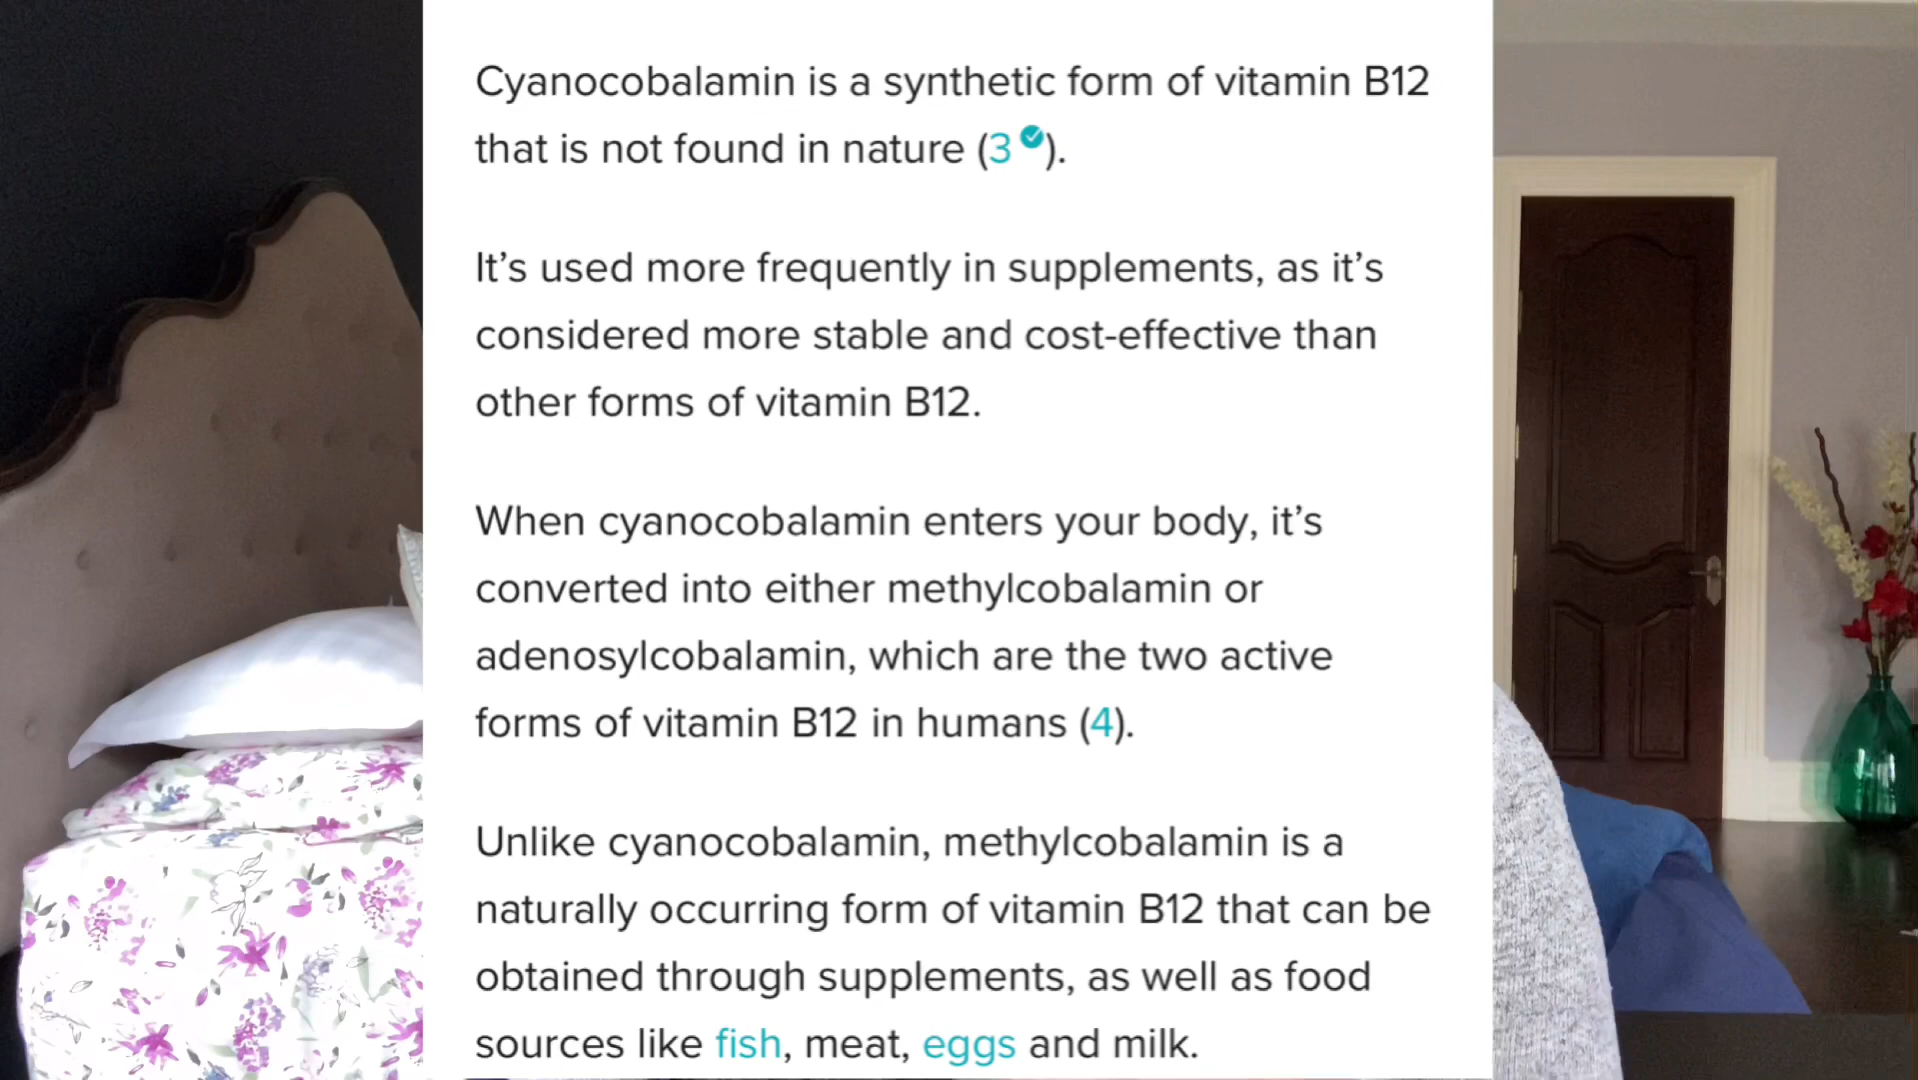 Cyanocobalamin is a synthetic form of vitamin B12
that is not found in nature (3).
It’s used more frequently in supplements, as it’s
considered more stable and cost-effective than
other forms of vitamin B12.
When cyanocobalamin enters your body, it’s
converted into either methylcobalamin or
adenosylcobalamin, which are the two active
forms of vitamin B12 in humans (4).
Unlike cyanocobalamin, methylcobalamin is a
naturally occurring form of vitamin B12 that can be
obtained through supplements, as well as food
sources like fish, meat, eggs and milk.